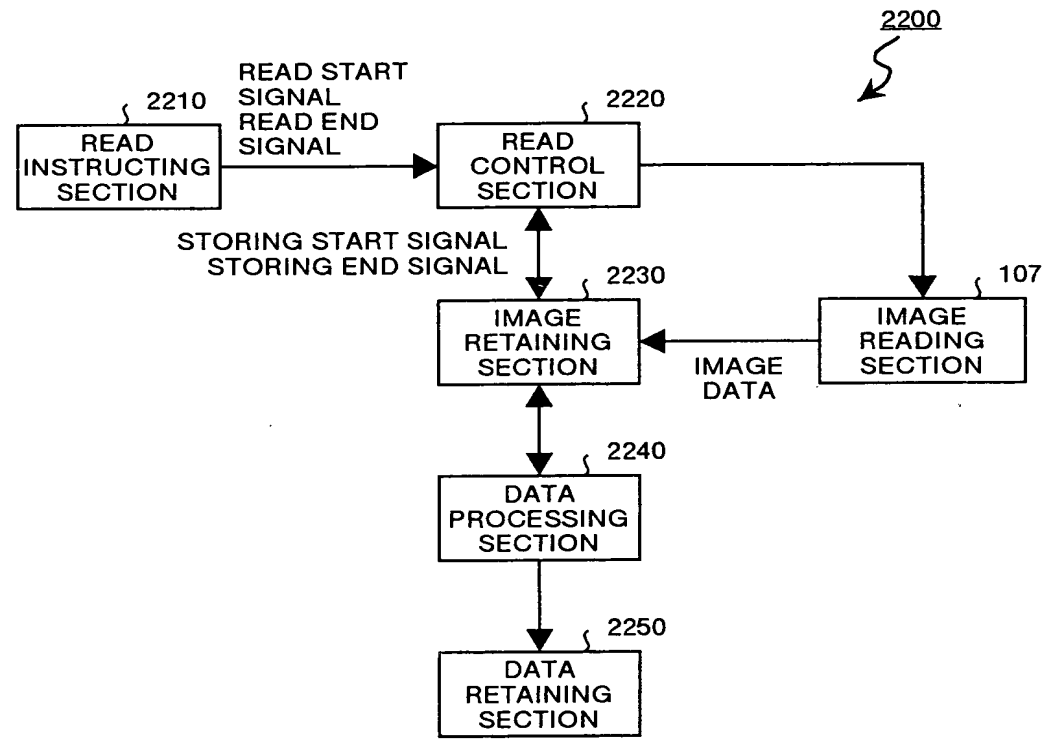 2200
READ START
SIGNAL
READ END
SIGNAL
2210
READ
INSTRUCTING
SECTION
2220
READ
CONTROL
SECTION
STORING START SIGNAL
STORING END SIGNAL
2230
IMAGE
RETAINING
SECTION
107
IMAGE
READING
SECTION
IMAGE
DATA
2240
DATA
PROCESSING
SECTION
2250
DATA
RETAINING
SECTION